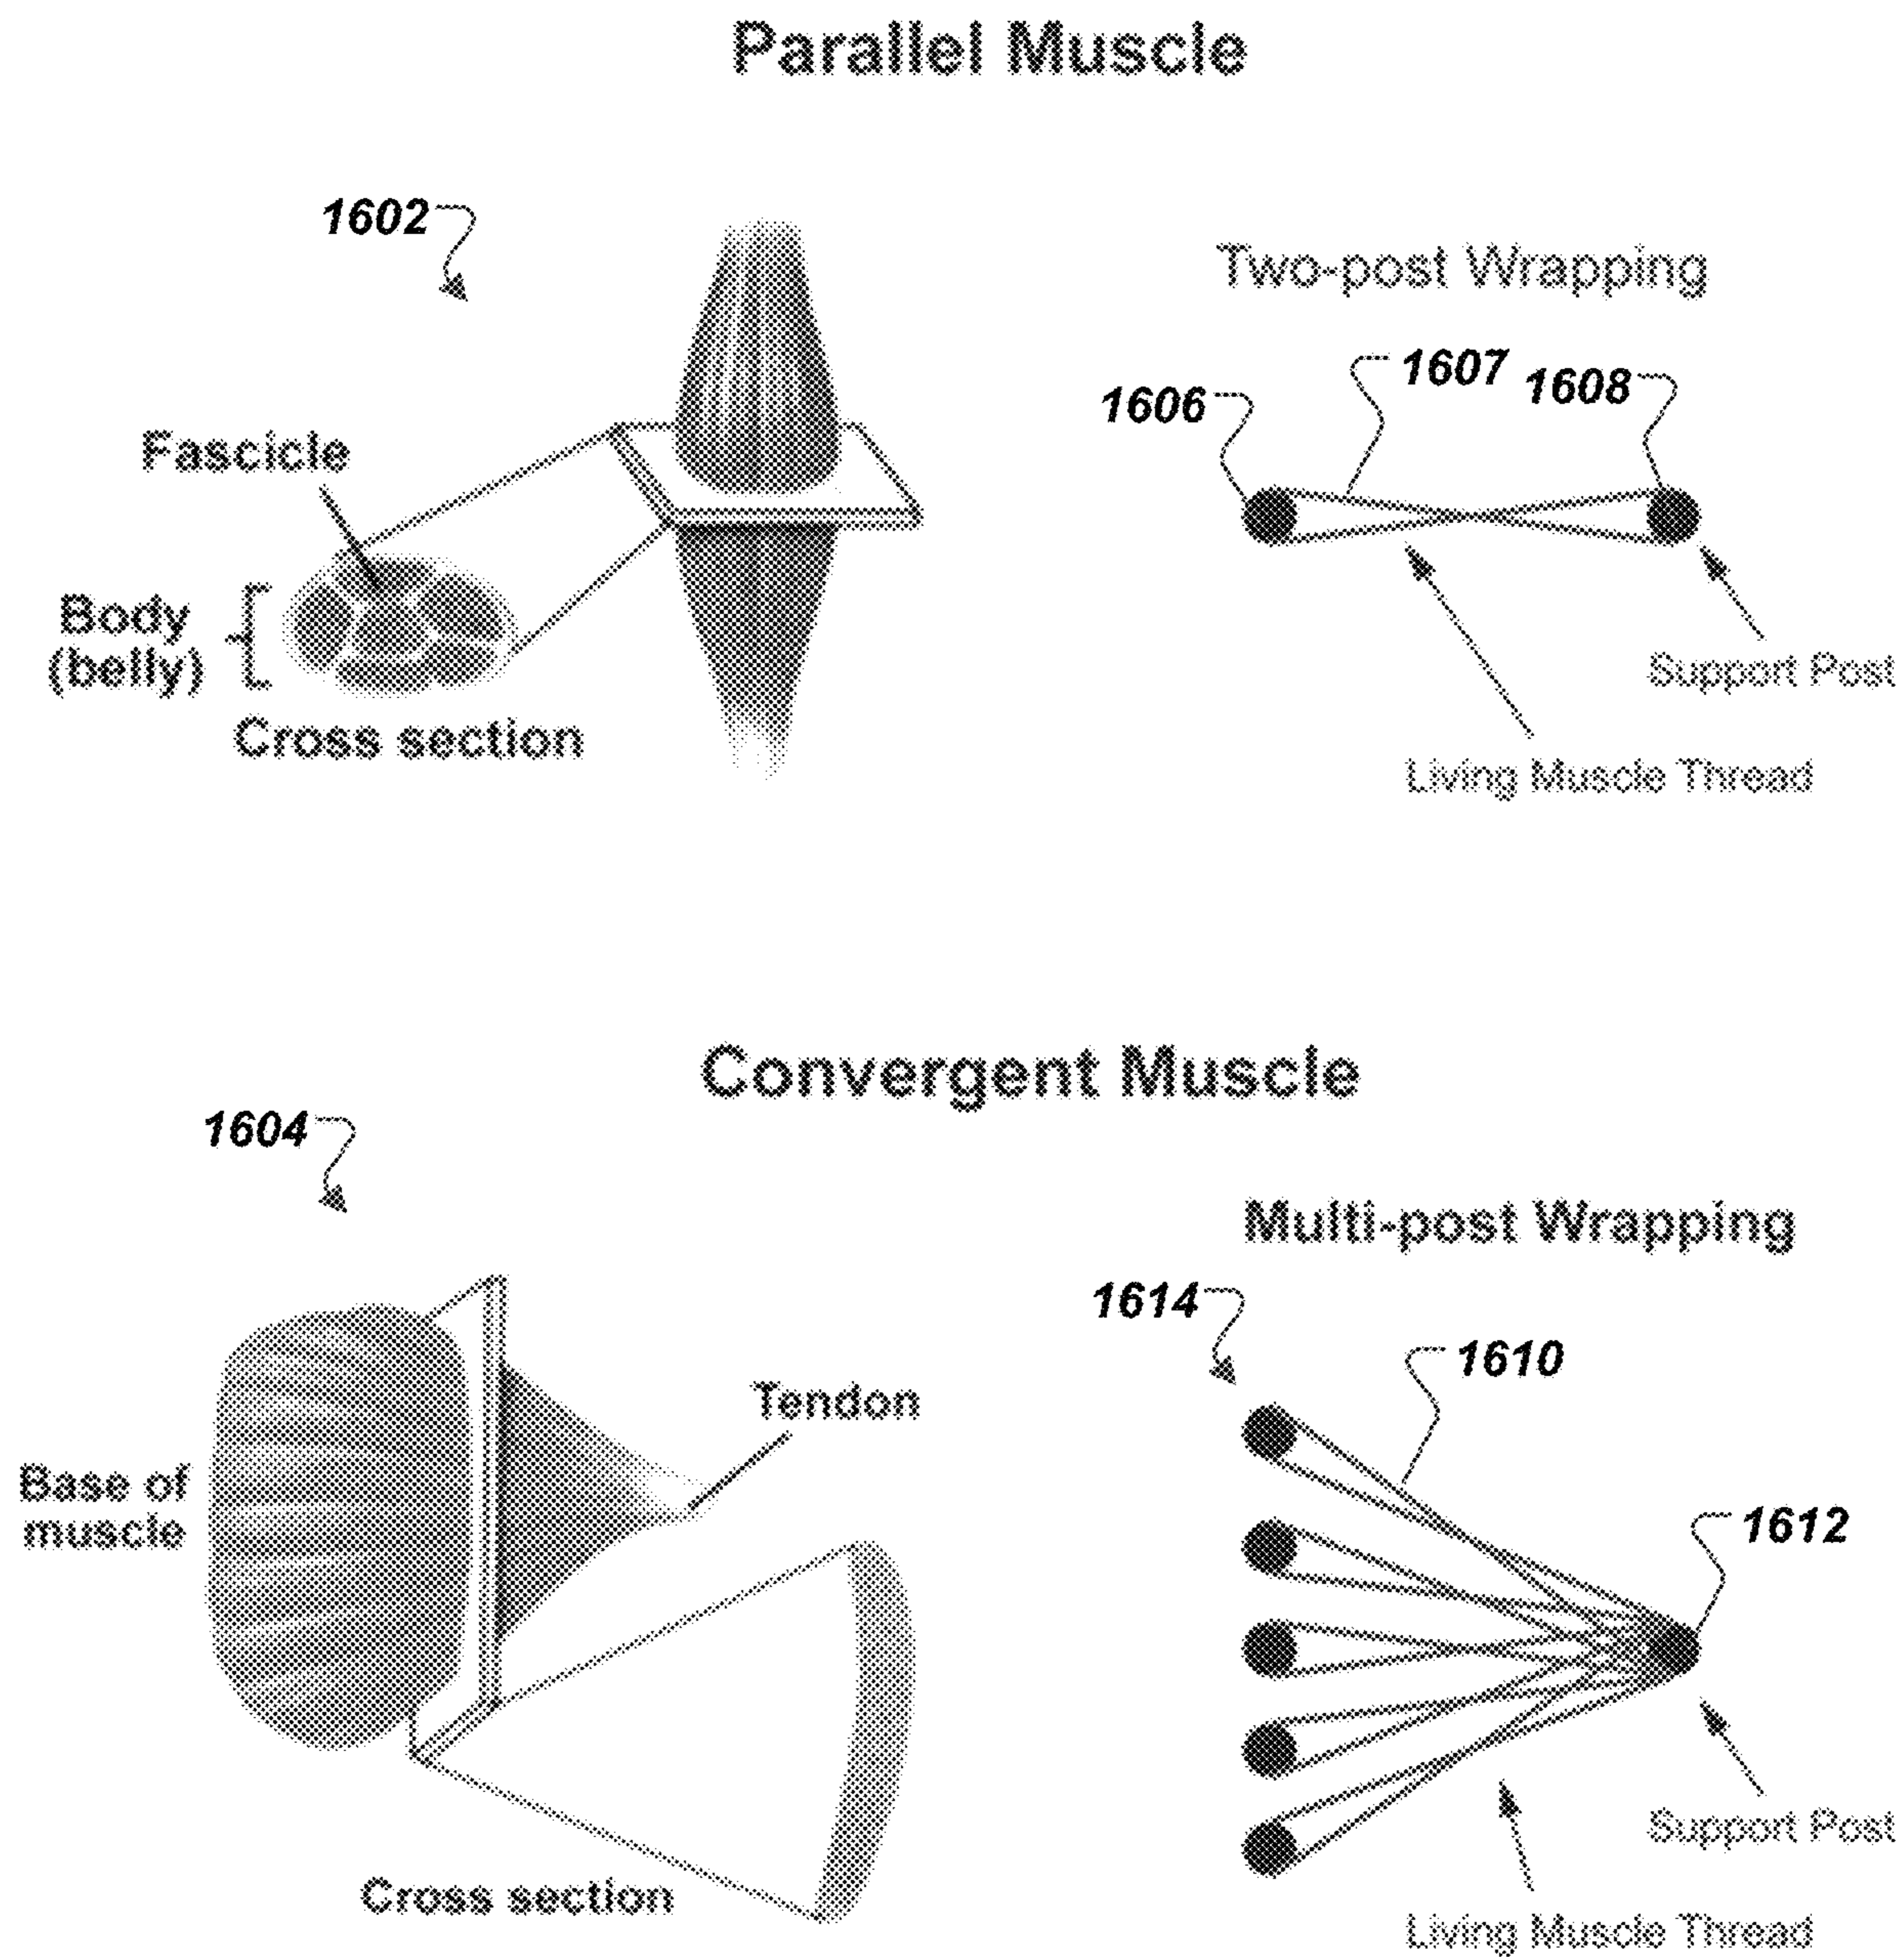 Parallel Muscle
1602
Two-post Wrapping
1607
1608
1606
Fascicle
Body
(belly)
Cross section
Support Post
Living Muscle Thread
Convergent Muscle
1604
Multi-post Wrapping
1614
1610
Tendon
Base of
muscle
1612
Cross section
Support Post
Living Muscle Thread